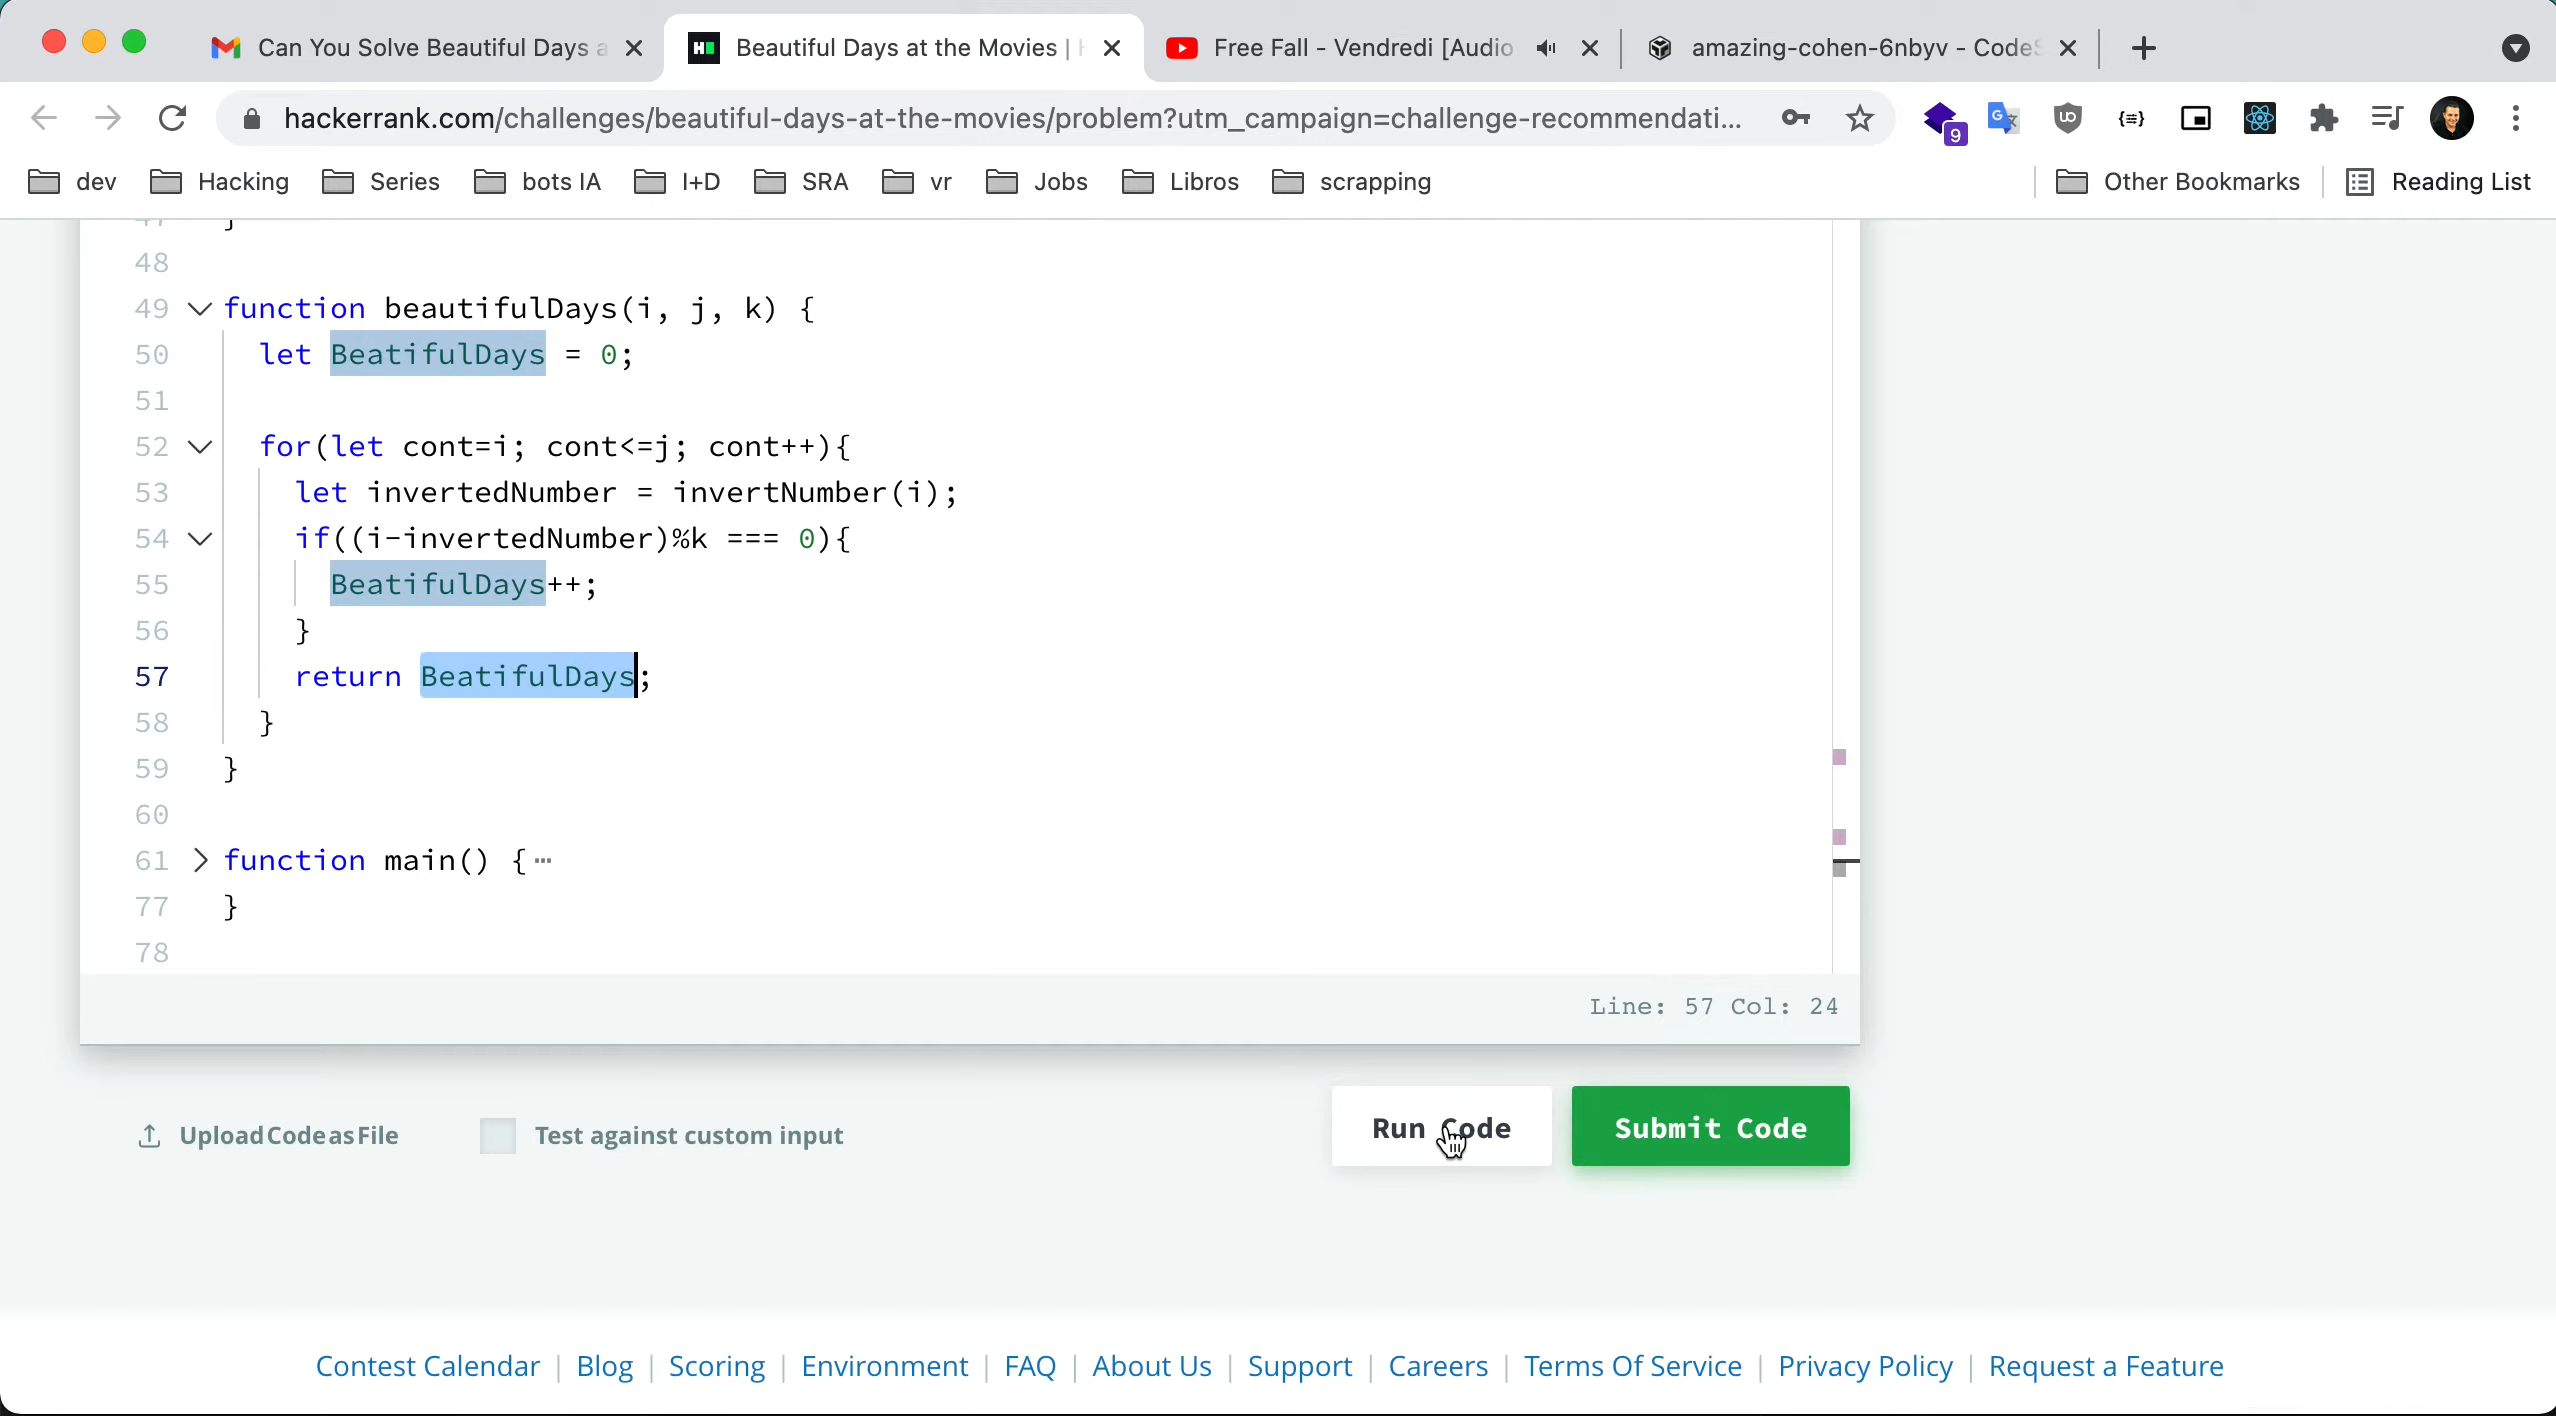 Can You Solve Beautiful Days a
Beautiful Days at the Movies |
Free Fall - Vendredi [Audio
amazing-cohen-6nbyv - CodeS
hackerrank.com/challenges/beautiful-days-at-the-movies/problem?utm_campaign=challenge-recommendati...
9
dev
Hacking
Series
bots IA
I+D
SRA
vr
Jobs
Libros
scrapping
Other Bookmarks
Reading List
47 }
48
49 function beautifulDays(i, j, k) {
50 let BeatifulDays = 0;
51
52 for(let cont=i; cont<=j; cont++){
53 let invertedNumber = invertNumber(i);
54 if((i-invertedNumber)%k === 0){
55 BeatifulDays++;
56 }
57 return BeatifulDays;
58 }
59 }
60
61 function main() {⋯
77 }
78
Line: 57 Col: 24
Upload Code as File
Test against custom input
Run Code
Submit Code
Contest Calendar | Blog | Scoring | Environment | FAQ | About Us | Support | Careers | Terms Of Service | Privacy Policy | Request a Feature